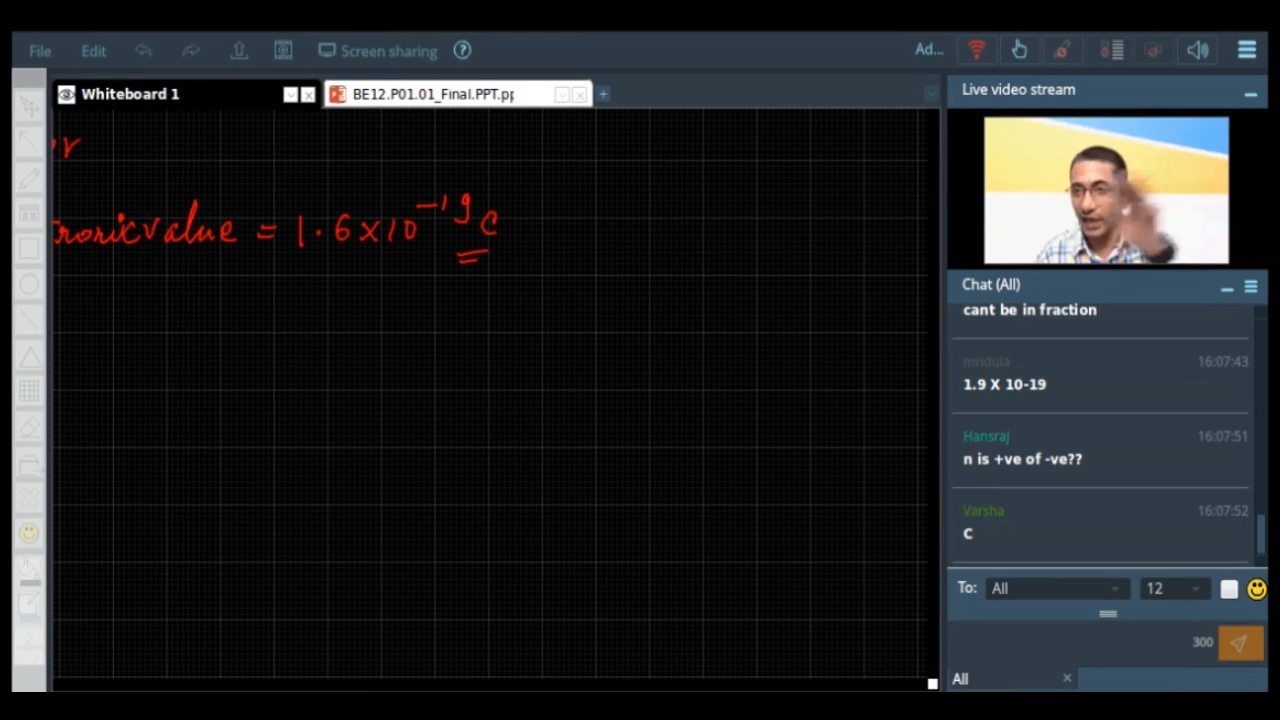 File Edit Screen sharing ? Ad...
Whiteboard 1
BE12.P01.01_Final.PPT.pp
Live video stream
value = 1.6 x 10⁻¹⁹ C
Chat (All)
cant be in fraction
mridula 16:07:43
1.9 X 10-19
Hansraj 16:07:51
n is +ve of -ve??
Varsha 16:07:52
C
To: All 12
300
All